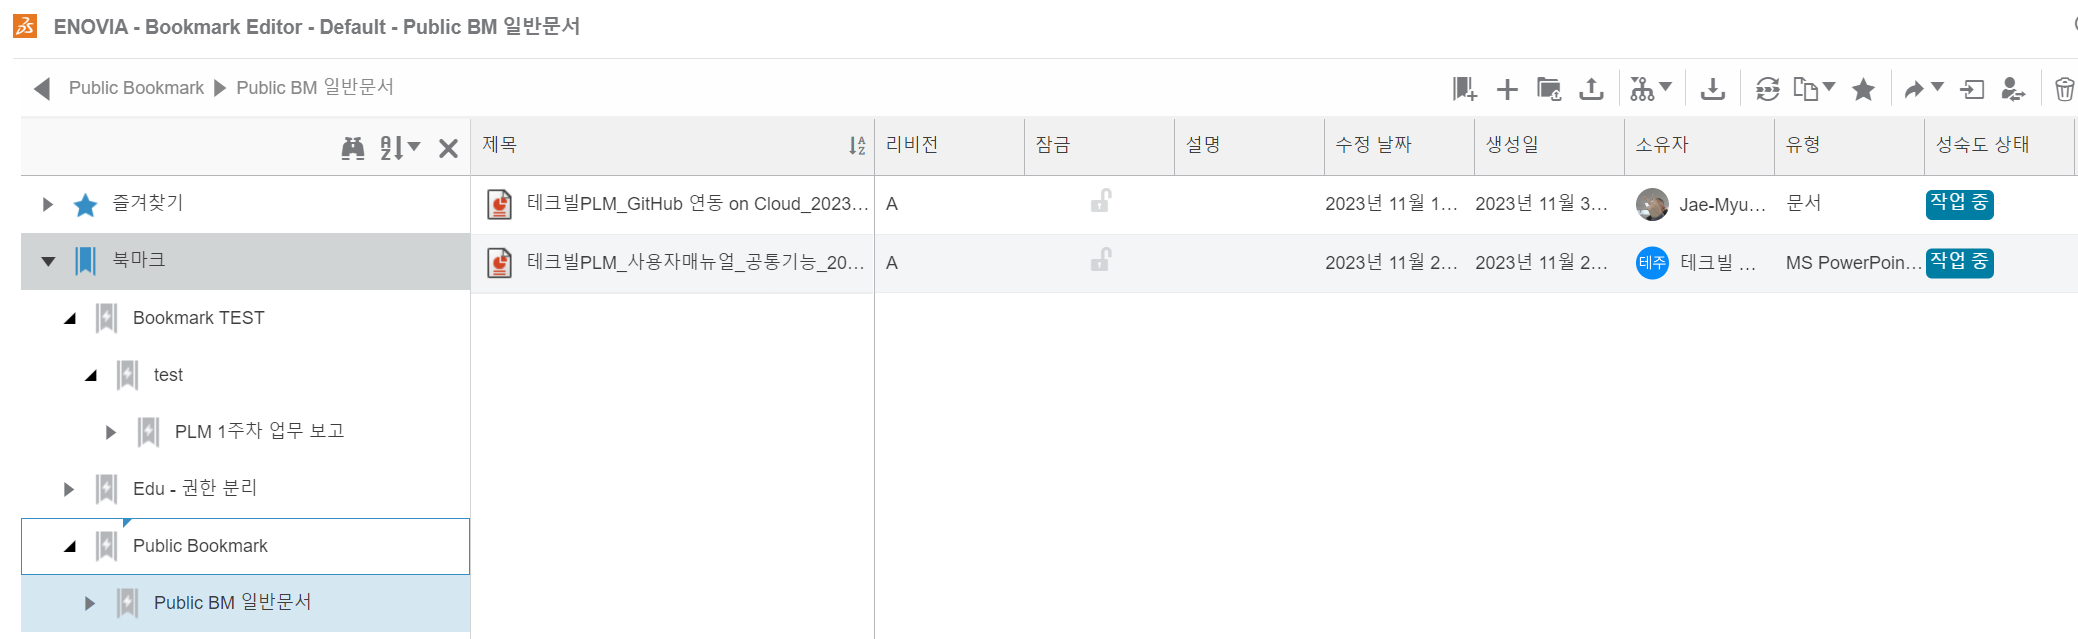 ENOVIA - Bookmark Editor - Default - Public BM 일반문서
Public Bookmark Public BM 일반문서
제목 리비전 잠금 설명 수정 날짜 생성일 소유자 유형 성숙도 상태
즐겨찾기
테크빌PLM_GitHub 연동 on Cloud_2023... A 2023년 11월 1... 2023년 11월 3... Jae-Myu... 문서 작업 중
북마크
테크빌PLM_사용자매뉴얼_공통기능_20... A 2023년 11월 2... 2023년 11월 2... 테주 테크빌 ... MS PowerPoin... 작업 중
Bookmark TEST
test
PLM 1주차 업무 보고
Edu - 권한 분리
Public Bookmark
Public BM 일반문서